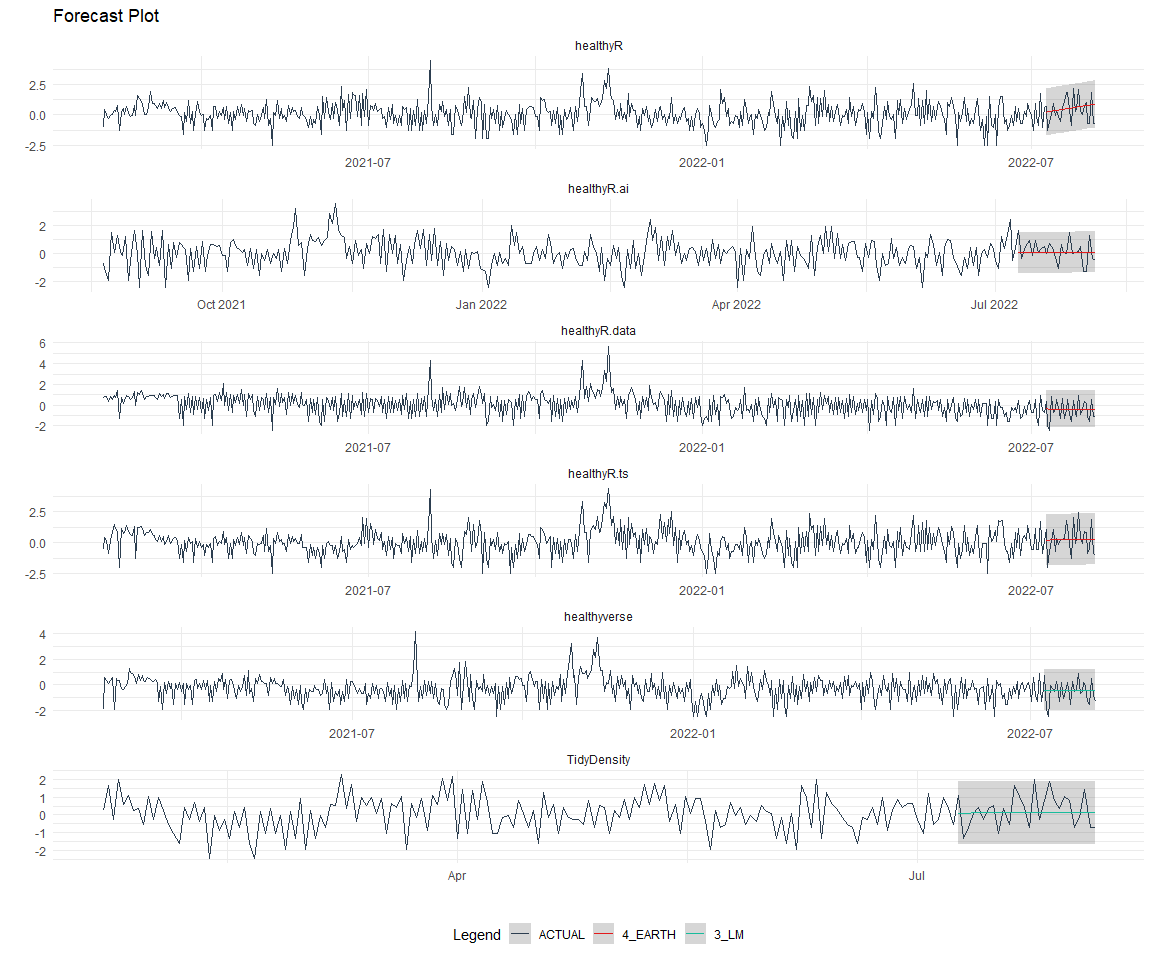 Forecast Plot
healthyR
2.5
0.0
-2.5
2021-07 2022-01 2022-07
healthyR.ai
2
0
-2
Oct 2021 Jan 2022 Apr 2022 Jul 2022
healthyR.data
6
4
2
0
-2
2021-07 2022-01 2022-07
healthyR.ts
2.5
0.0
-2.5
2021-07 2022-01 2022-07
healthyverse
4
2
0
-2
2021-07 2022-01 2022-07
TidyDensity
2
1
0
-1
-2
Apr Jul
Legend ACTUAL 4_EARTH 3_LM